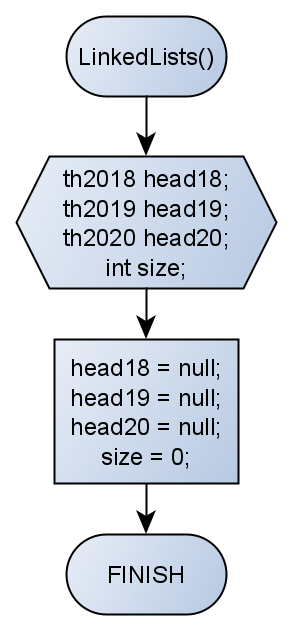 LinkedLists()
th2018 head18;
th2019 head19;
th2020 head20;
int size;
head18 = null;
head19 = null;
head20 = null;
size = 0;
FINISH